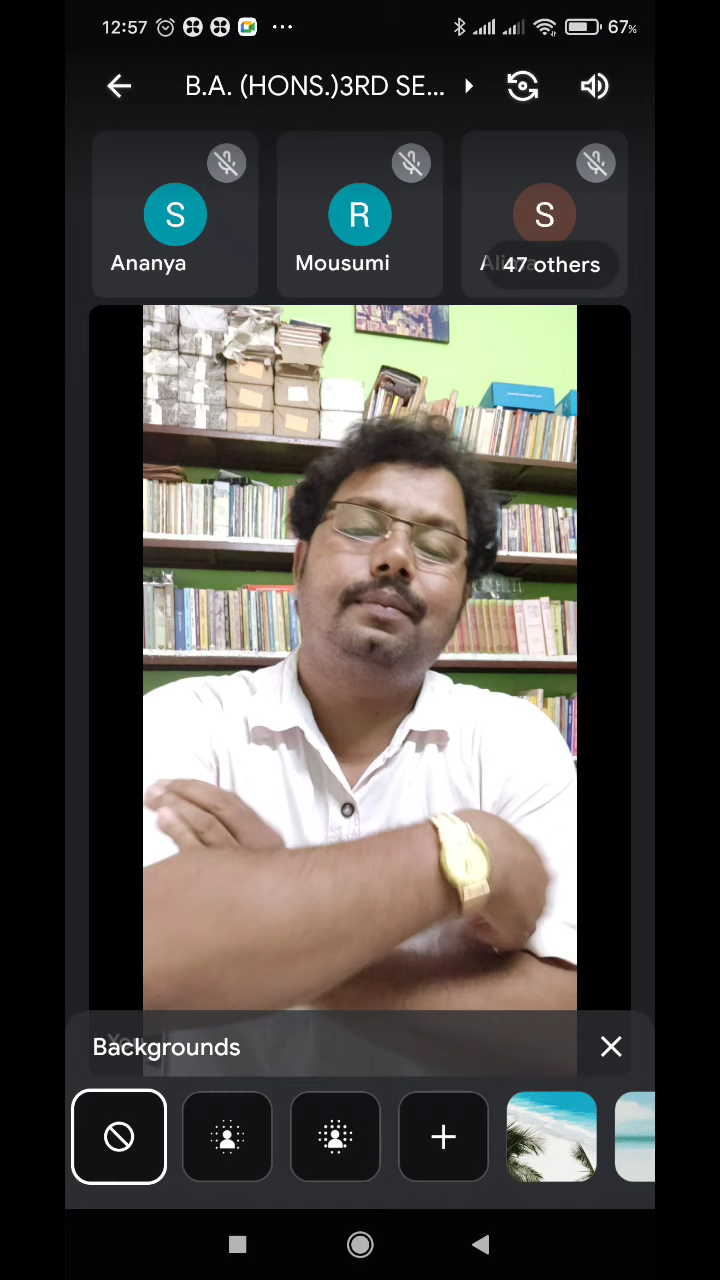 12:57
67%
B.A. (HONS.)3RD SE...
S
R
S
Ananya
Mousumi
47 others
Backgrounds